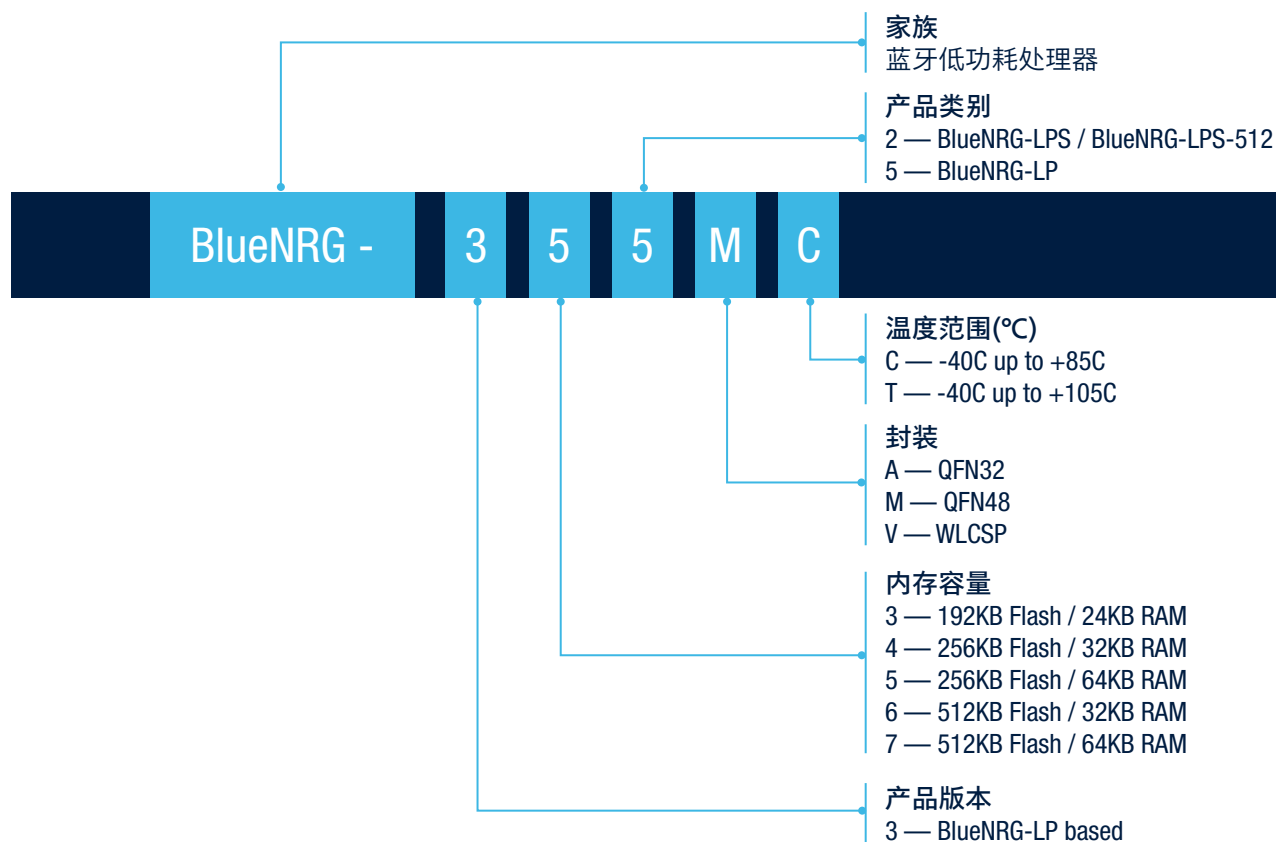 家族
蓝牙低功耗处理器
产品类别
2 — BlueNRG-LPS / BlueNRG-LPS-512
5 — BlueNRG-LP
BlueNRG - 3 5 5 M C
温度范围(℃)
C — -40C up to +85C
T — -40C up to +105C
封装
A — QFN32
M — QFN48
V — WLCSP
内存容量
3 — 192KB Flash / 24KB RAM
4 — 256KB Flash / 32KB RAM
5 — 256KB Flash / 64KB RAM
6 — 512KB Flash / 32KB RAM
7 — 512KB Flash / 64KB RAM
产品版本
3 — BlueNRG-LP based